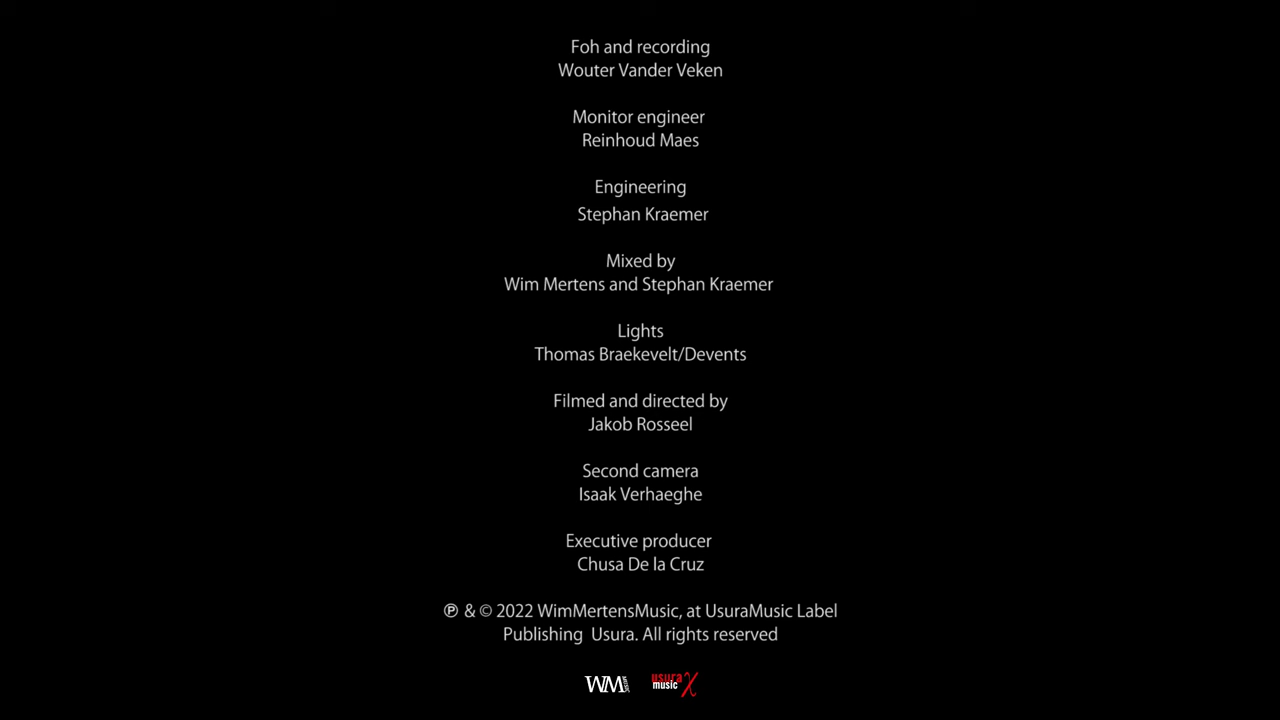 Foh and recording
Wouter Vander Veken
Monitor engineer
Reinhoud Maes
Engineering
Stephan Kraemer
Mixed by
Wim Mertens and Stephan Kraemer
Lights
Thomas Braekevelt/Devents
Filmed and directed by
Jakob Rosseel
Second camera
Isaak Verhaeghe
Executive producer
Chusa De la Cruz
℗ & © 2022 WimMertensMusic, at UsuraMusic Label
Publishing  Usura. All rights reserved
WM MUSIC
usura
music